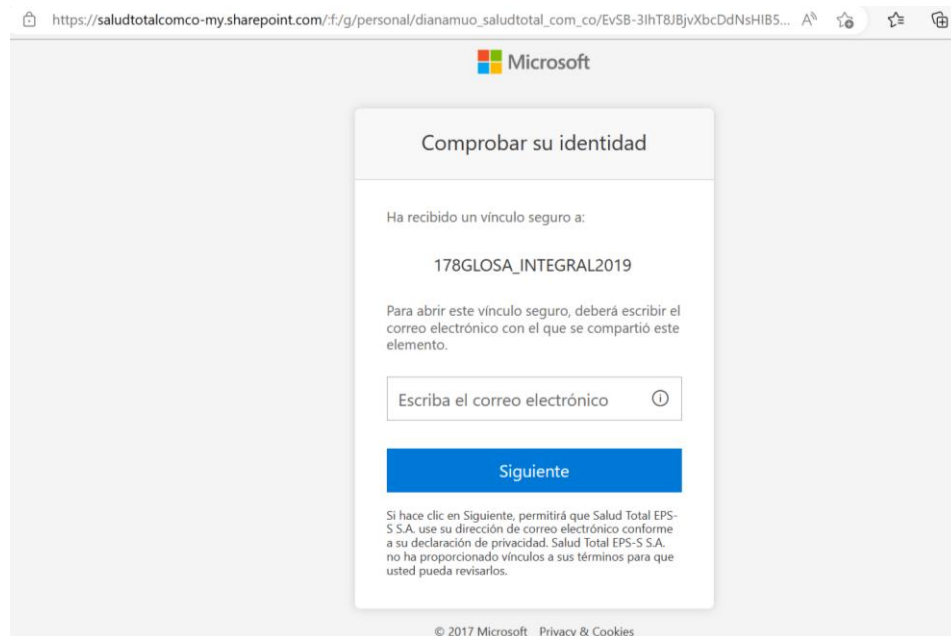 https://saludtotalcomco-my.sharepoint.com/:f:/g/personal/dianamuo_saludtotal_com_co/EvSB-3IhT8JBjvXbcDdNsHIB5...
Microsoft
Comprobar su identidad
Ha recibido un vínculo seguro a:
178GLOSA_INTEGRAL2019
Para abrir este vínculo seguro, deberá escribir el
correo electrónico con el que se compartió este
elemento.
Escriba el correo electrónico
Siguiente
Si hace clic en Siguiente, permitirá que Salud Total EPS-
S S.A. use su dirección de correo electrónico conforme
a su declaración de privacidad. Salud Total EPS-S S.A.
no ha proporcionado vínculos a sus términos para que
usted pueda revisarlos.
© 2017 Microsoft Privacy & Cookies